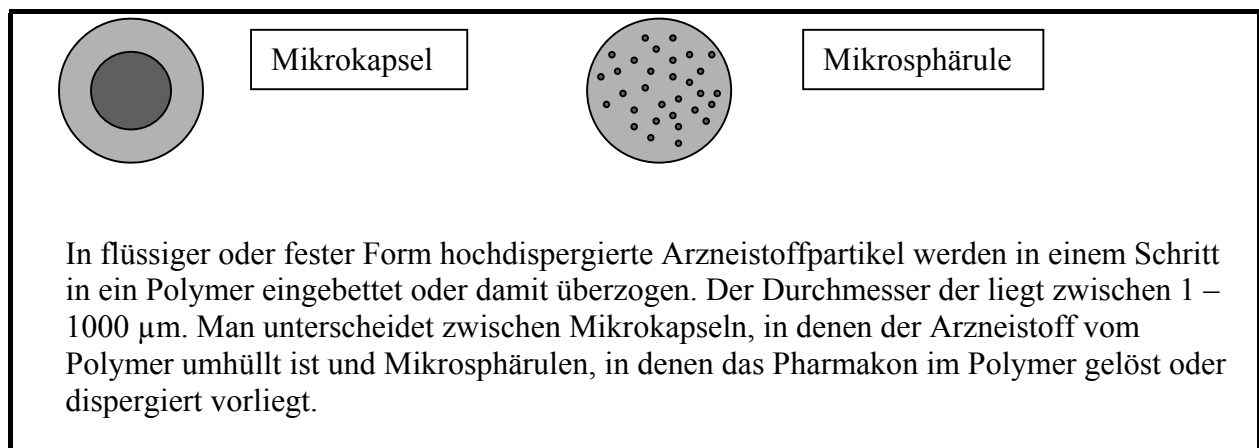 Mikrokapsel
Mikrosphärule
In flüssiger oder fester Form hochdispergierte Arzneistoffpartikel werden in einem Schritt
in ein Polymer eingebettet oder damit überzogen. Der Durchmesser der liegt zwischen 1 –
1000 µm. Man unterscheidet zwischen Mikrokapseln, in denen der Arzneistoff vom
Polymer umhüllt ist und Mikrosphärulen, in denen das Pharmakon im Polymer gelöst oder
dispergiert vorliegt.